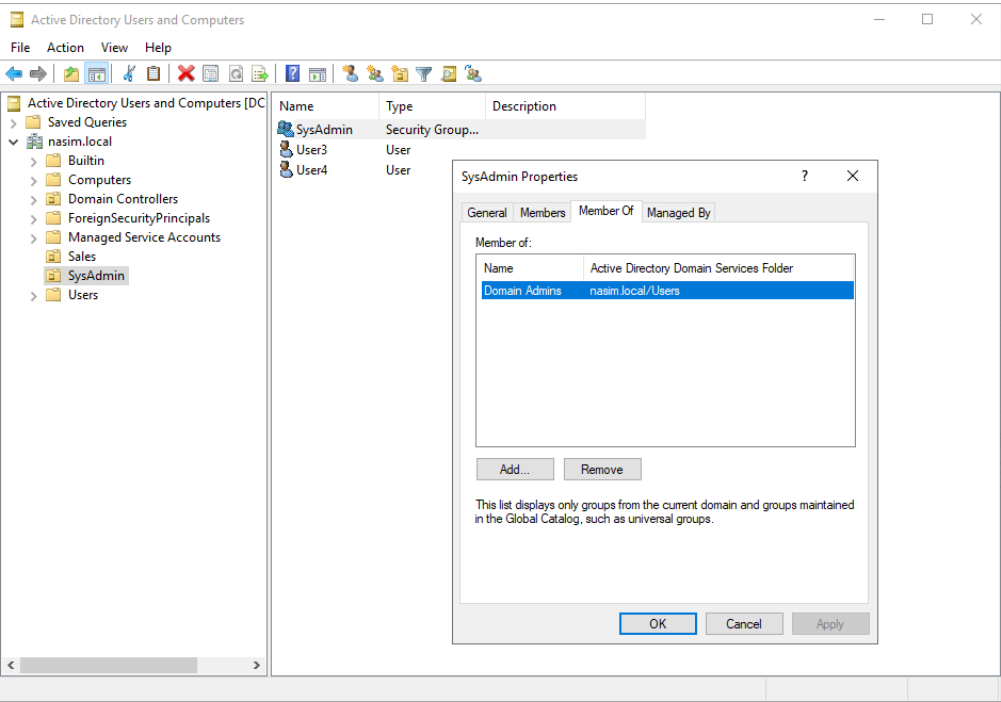 Active Directory Users and Computers
File Action View Help
Active Directory Users and Computers [DC
Saved Queries
nasim.local
Builtin
Computers
Domain Controllers
ForeignSecurityPrincipals
Managed Service Accounts
Sales
SysAdmin
Users
Name Type Description
SysAdmin Security Group...
User3 User
User4 User
SysAdmin Properties
General Members Member Of Managed By
Member of:
Name Active Directory Domain Services Folder
Domain Admins nasim.local/Users
Add... Remove
This list displays only groups from the current domain and groups maintained
in the Global Catalog, such as universal groups.
OK Cancel Apply